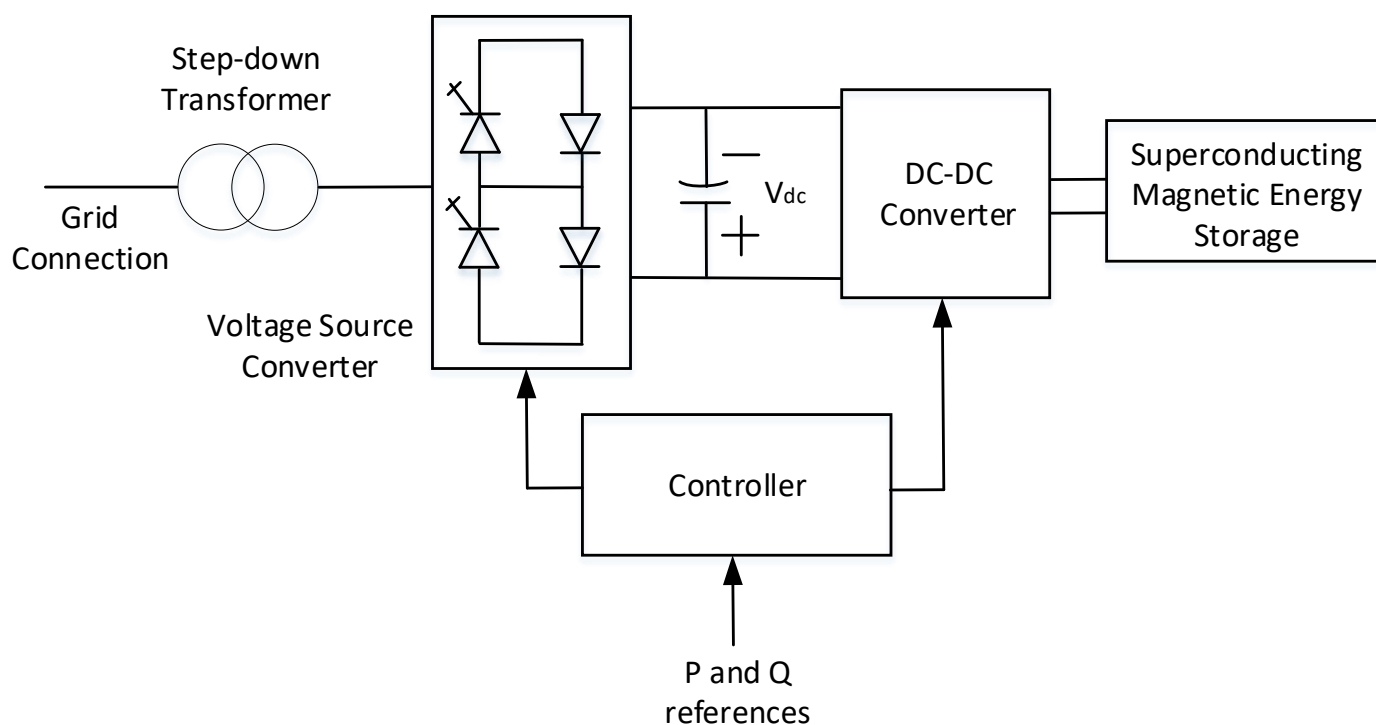 Step-down
Transformer
Grid
Connection
Voltage Source
Converter
−
Vdc
+
DC-DC
Converter
Superconducting
Magnetic Energy
Storage
Controller
P and Q
references